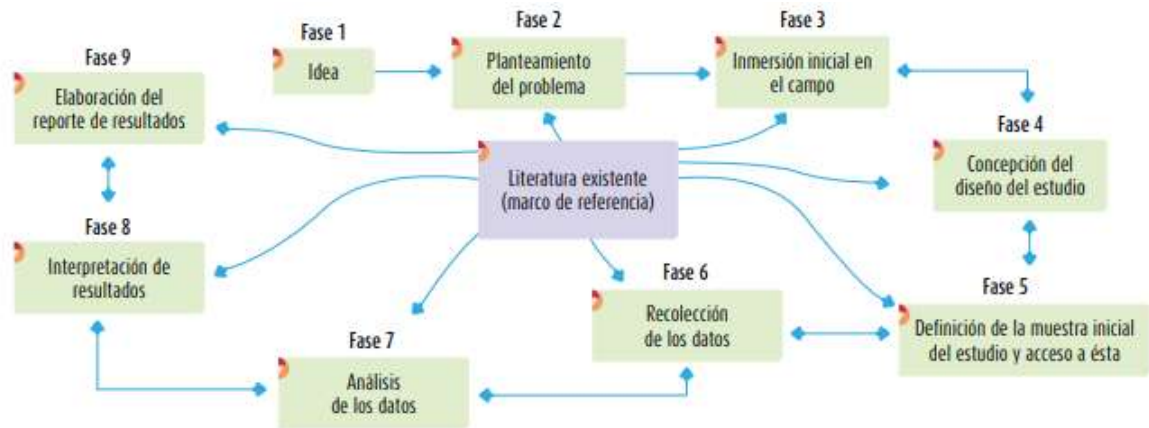 Fase 1
Idea
Fase 2
Planteamiento
del problema
Fase 3
Inmersión inicial en
el campo
Fase 4
Concepción del
diseño del estudio
Fase 5
Definición de la muestra inicial
del estudio y acceso a ésta
Fase 6
Recolección
de los datos
Fase 7
Análisis
de los datos
Fase 8
Interpretación de
resultados
Fase 9
Elaboración del
reporte de resultados
Literatura existente
(marco de referencia)